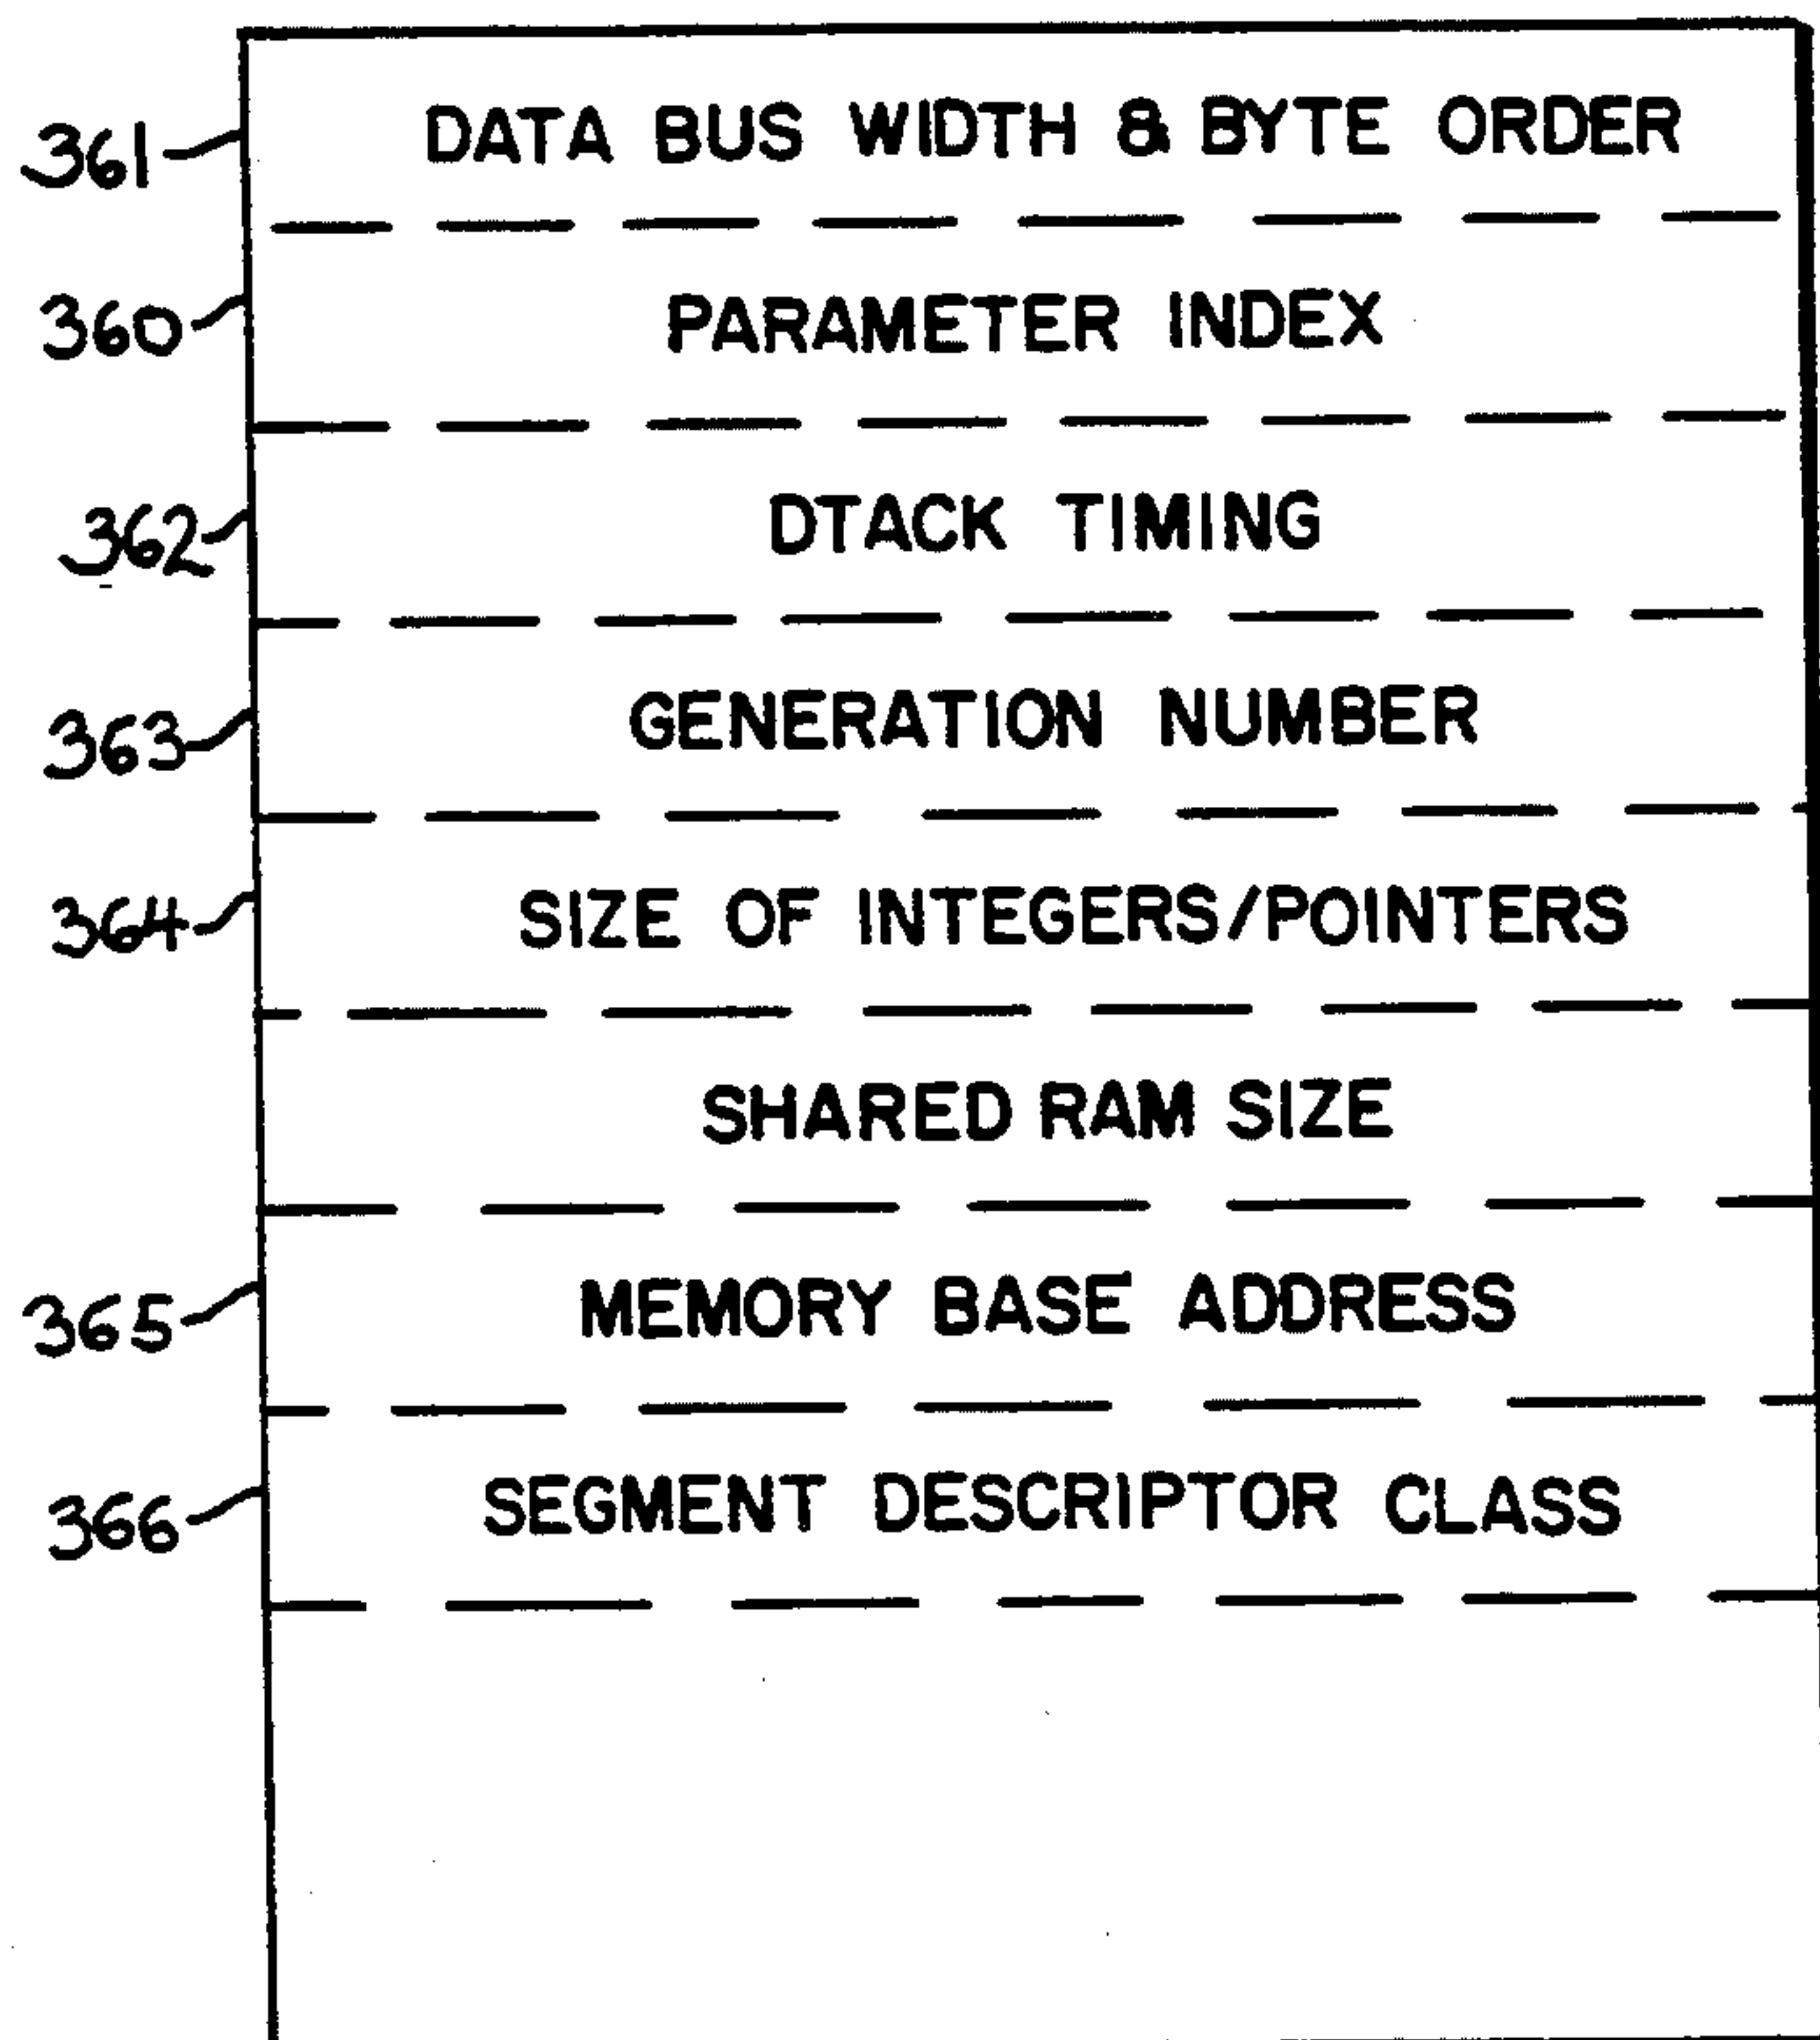 361 DATA BUS WIDTH & BYTE ORDER
360 PARAMETER INDEX
362 DTACK TIMING
363 GENERATION NUMBER
364 SIZE OF INTEGERS/POINTERS
SHARED RAM SIZE
365 MEMORY BASE ADDRESS
366 SEGMENT DESCRIPTOR CLASS